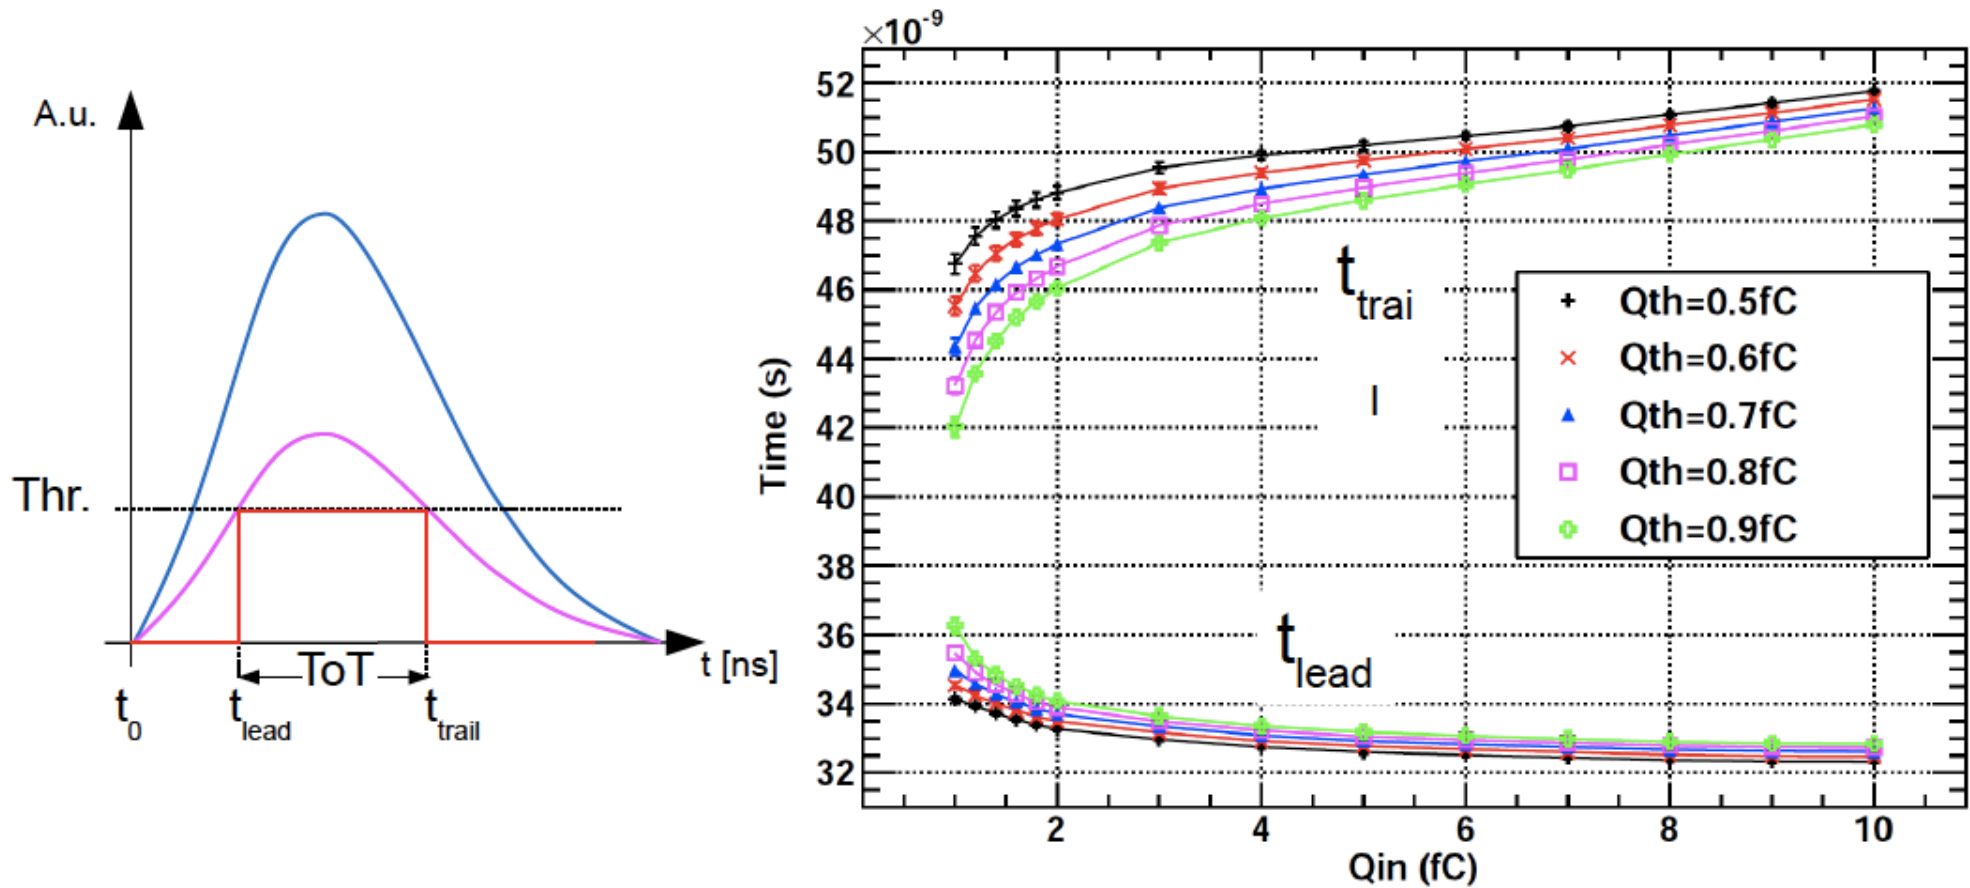 A.u.
Thr.
ToT
t [ns]
t0
tlead
ttrail
×10-9
52
50
48
46
44
42
40
38
36
34
32
Time (s)
ttrai
l
tlead
Qth=0.5fC
Qth=0.6fC
Qth=0.7fC
Qth=0.8fC
Qth=0.9fC
2 4 6 8 10
Qin (fC)